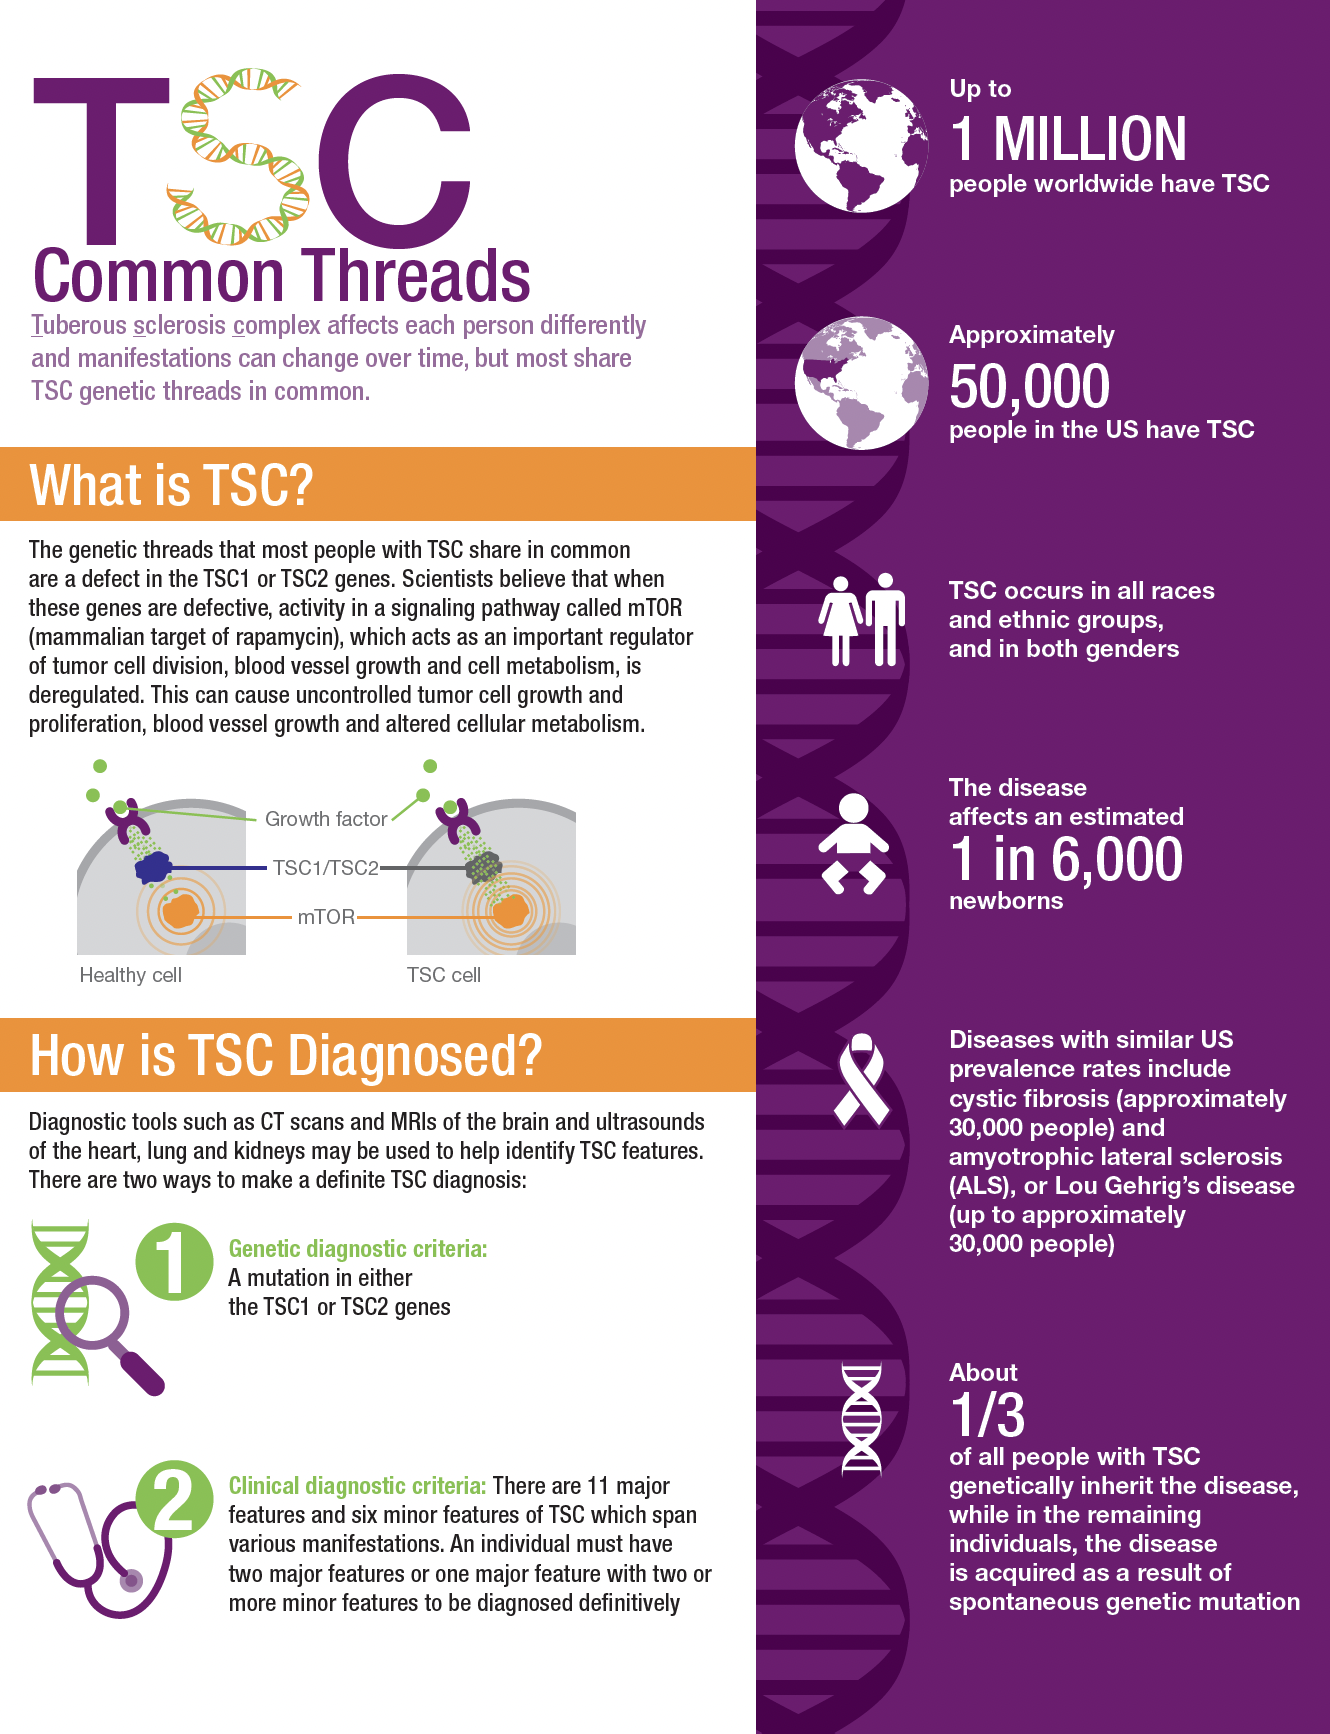 TSC
Common Threads
Tuberous sclerosis complex affects each person differently
and manifestations can change over time, but most share
TSC genetic threads in common.
What is TSC?
The genetic threads that most people with TSC share in common
are a defect in the TSC1 or TSC2 genes. Scientists believe that when
these genes are defective, activity in a signaling pathway called mTOR
(mammalian target of rapamycin), which acts as an important regulator
of tumor cell division, blood vessel growth and cell metabolism, is
deregulated. This can cause uncontrolled tumor cell growth and
proliferation, blood vessel growth and altered cellular metabolism.
Growth factor
TSC1/TSC2
mTOR
Healthy cell
TSC cell
How is TSC Diagnosed?
Diagnostic tools such as CT scans and MRIs of the brain and ultrasounds
of the heart, lung and kidneys may be used to help identify TSC features.
There are two ways to make a definite TSC diagnosis:
1
Genetic diagnostic criteria:
A mutation in either
the TSC1 or TSC2 genes
2
Clinical diagnostic criteria: There are 11 major
features and six minor features of TSC which span
various manifestations. An individual must have
two major features or one major feature with two or
more minor features to be diagnosed definitively
Up to
1 MILLION
people worldwide have TSC
Approximately
50,000
people in the US have TSC
TSC occurs in all races
and ethnic groups,
and in both genders
The disease
affects an estimated
1 in 6,000
newborns
Diseases with similar US
prevalence rates include
cystic fibrosis (approximately
30,000 people) and
amyotrophic lateral sclerosis
(ALS), or Lou Gehrig's disease
(up to approximately
30,000 people)
About
1/3
of all people with TSC
genetically inherit the disease,
while in the remaining
individuals, the disease
is acquired as a result of
spontaneous genetic mutation